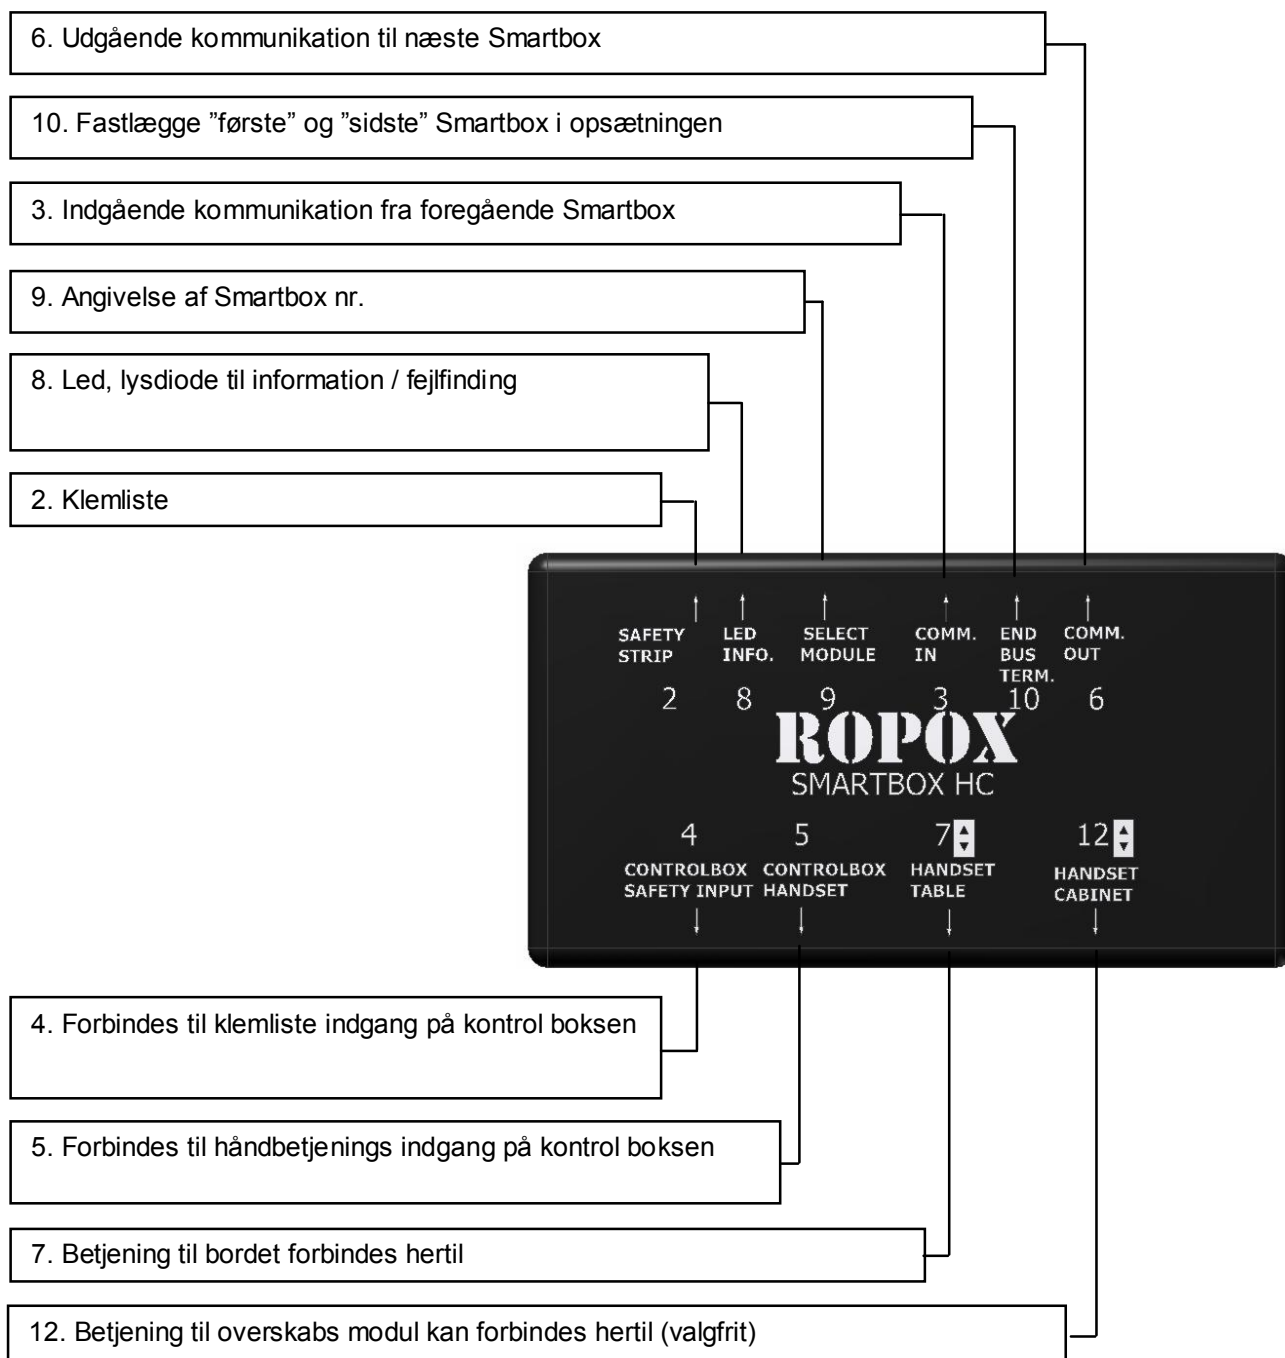 6. Udgående kommunikation til næste Smartbox
10. Fastlægge ”første” og ”sidste” Smartbox i opsætningen
3. Indgående kommunikation fra foregående Smartbox
9. Angivelse af Smartbox nr.
8. Led, lysdiode til information / fejlfinding
2. Klemliste
SAFETY STRIP
LED INFO.
SELECT MODULE
COMM. IN
END BUS TERM.
COMM. OUT
2 8 9 3 10 6
ROPOX
SMARTBOX HC
4 5 7 12
CONTROLBOX SAFETY INPUT
CONTROLBOX HANDSET
HANDSET TABLE
HANDSET CABINET
4. Forbindes til klemliste indgang på kontrol boksen
5. Forbindes til håndbetjenings indgang på kontrol boksen
7. Betjening til bordet forbindes hertil
12. Betjening til overskabs modul kan forbindes hertil (valgfrit)